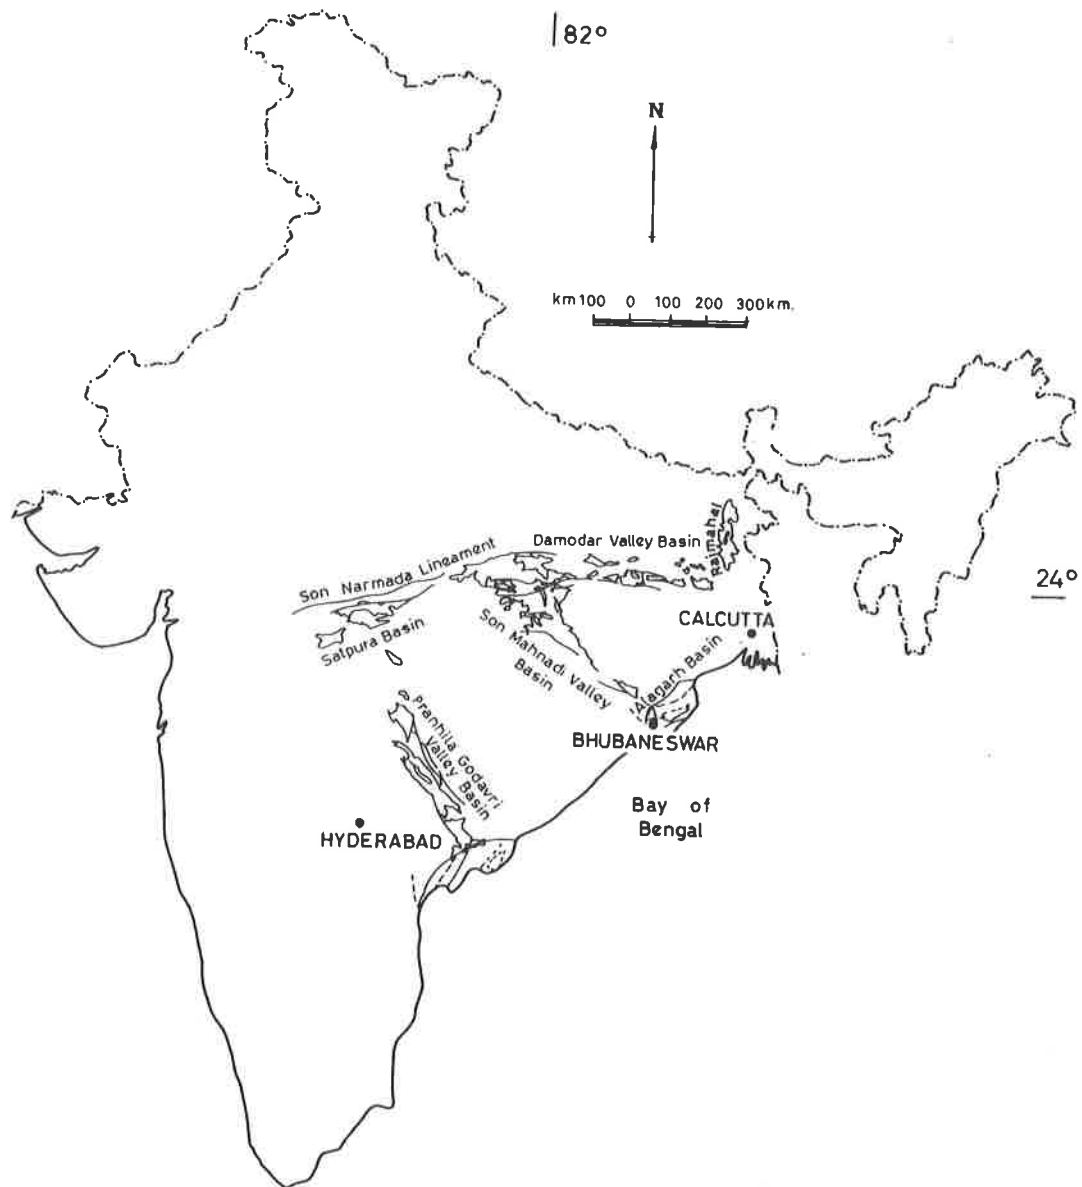 82°
N
km 100 0 100 200 300 km.
Damodar Valley Basin
Rajmahal
Son Narmada Lineament
24°
Satpura Basin
CALCUTTA
Son Mahnadi Valley
Basin
Atagarh Basin
BHUBANESWAR
Pranhita Godavri
Valley Basin
Bay of
Bengal
HYDERABAD